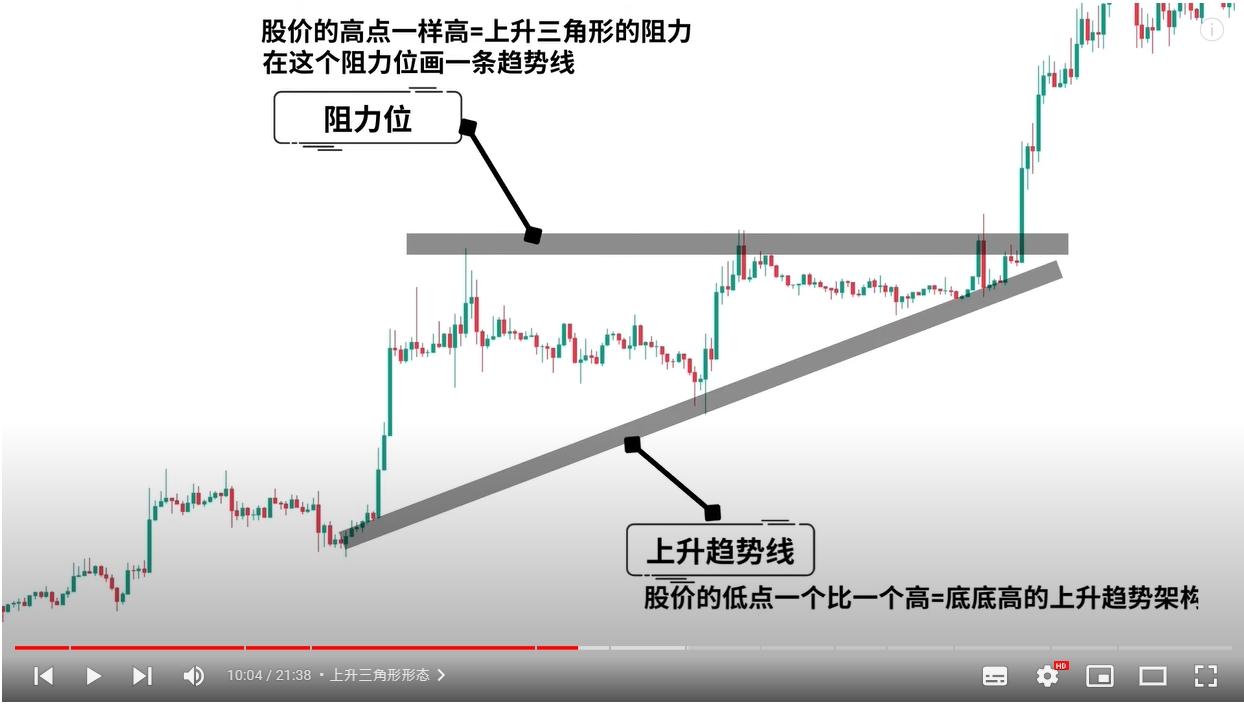 股价的高点一样高=上升三角形的阻力
在这个阻力位画一条趋势线
阻力位
上升趋势线
股价的低点一个比一个高=底底高的上升趋势架构
10:04 / 21:38 • 上升三角形形态
HD